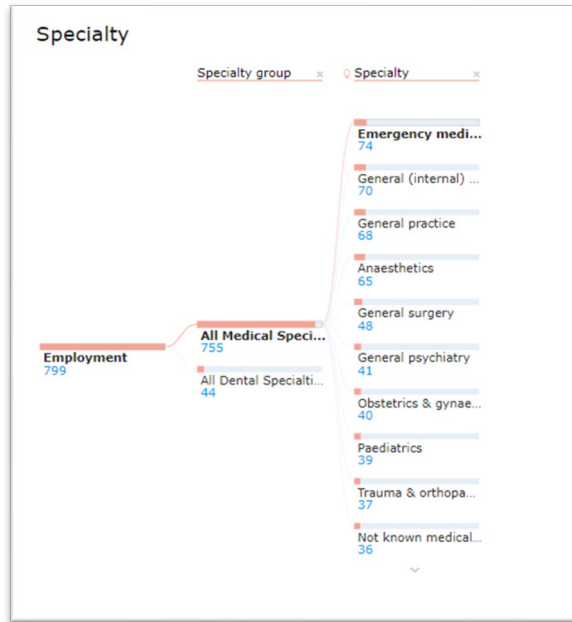 Specialty
Specialty group ×
Specialty ×
Employment
799
All Medical Speci...
755
All Dental Specialti...
44
Emergency medi...
74
General (internal) ...
70
General practice
68
Anaesthetics
65
General surgery
48
General psychiatry
41
Obstetrics & gynae...
40
Paediatrics
39
Trauma & orthopa...
37
Not known medical...
36